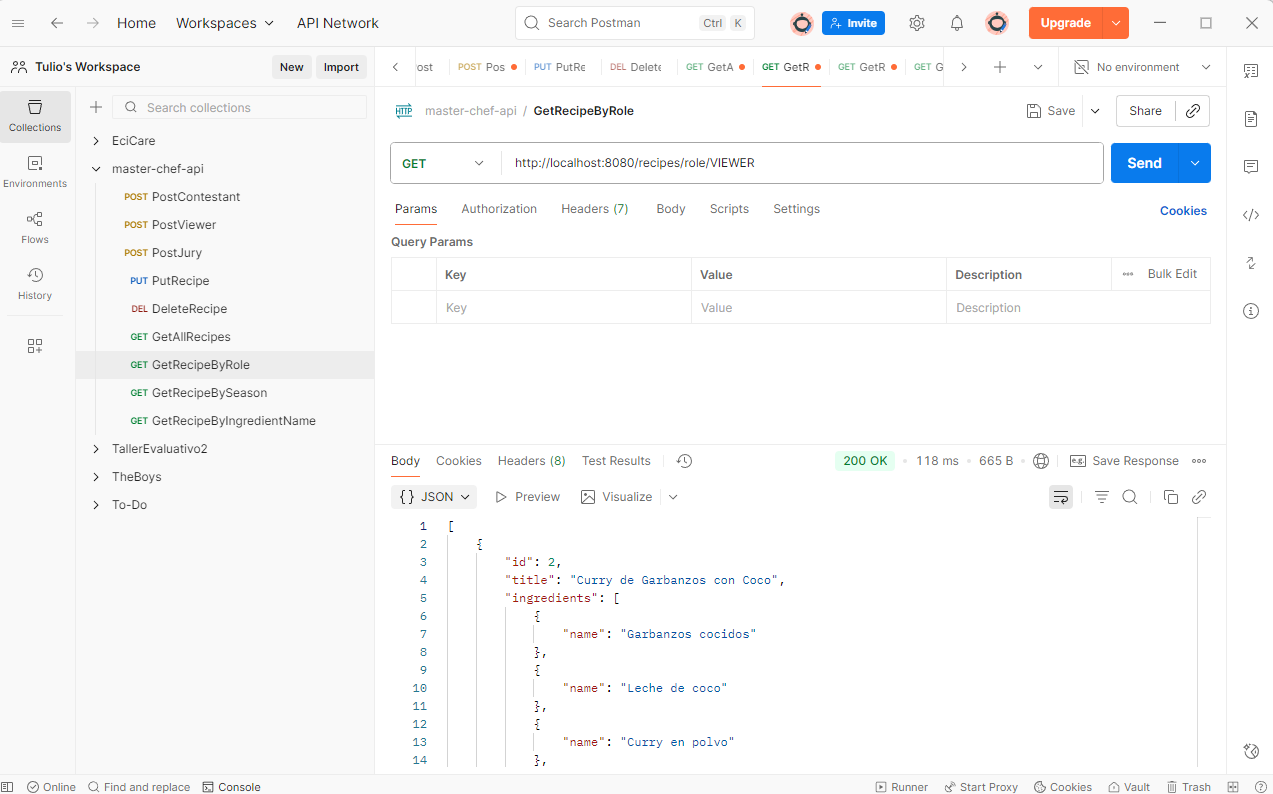 Home Workspaces API Network Search Postman Ctrl K Invite Upgrade
Tulio's Workspace New Import
ost POST Pos PUT PutRe DEL Delete GET GetA GET GetR GET GetR GET G No environment
Collections
Environments
Flows
History
Search collections
EciCare
master-chef-api
POST PostContestant
POST PostViewer
POST PostJury
PUT PutRecipe
DEL DeleteRecipe
GET GetAllRecipes
GET GetRecipeByRole
GET GetRecipeBySeason
GET GetRecipeByIngredientName
TallerEvaluativo2
TheBoys
To-Do
HTTP master-chef-api / GetRecipeByRole Save Share
GET http://localhost:8080/recipes/role/VIEWER Send
Params Authorization Headers (7) Body Scripts Settings Cookies
Query Params
Key Value Description Bulk Edit
Key Value Description
Body Cookies Headers (8) Test Results 200 OK 118 ms 665 B e.g. Save Response
{} JSON Preview Visualize
1 [
2 {
3 "id": 2,
4 "title": "Curry de Garbanzos con Coco",
5 "ingredients": [
6 {
7 "name": "Garbanzos cocidos"
8 },
9 {
10 "name": "Leche de coco"
11 },
12 {
13 "name": "Curry en polvo"
14 },
Online Find and replace Console Runner Start Proxy Cookies Vault Trash